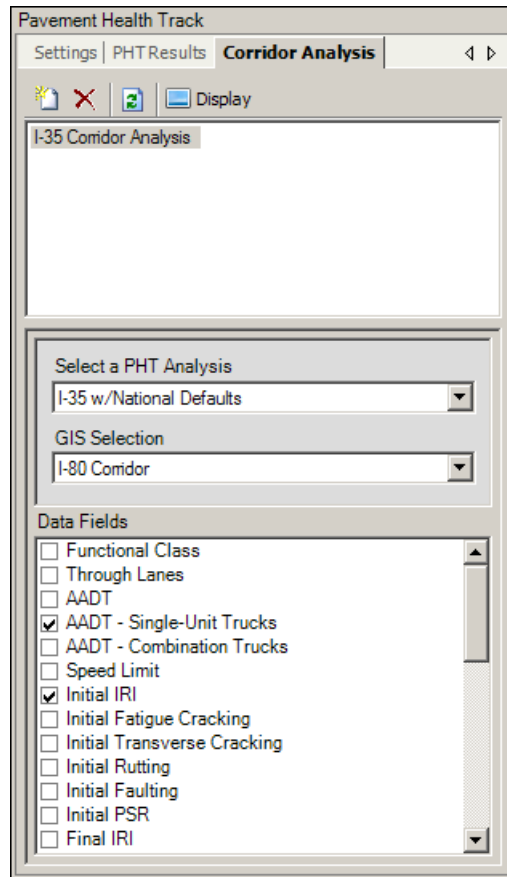 Pavement Health Track
Settings PHT Results Corridor Analysis
Display
I-35 Corridor Analysis
Select a PHT Analysis
I-35 w/National Defaults
GIS Selection
I-80 Corridor
Data Fields
Functional Class
Through Lanes
AADT
AADT - Single-Unit Trucks
AADT - Combination Trucks
Speed Limit
Initial IRI
Initial Fatigue Cracking
Initial Transverse Cracking
Initial Rutting
Initial Faulting
Initial PSR
Final IRI